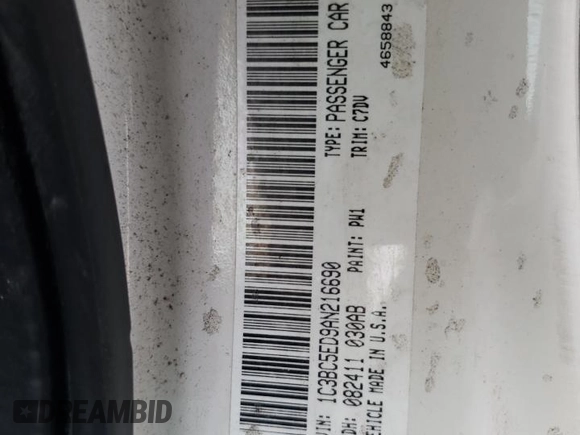 VIN: 1C3BC5ED9AN216690 TYPE: PASSENGER CAR
MDH: 082411 030AB PAINT: PW1 TRIM: C7DV
VEHICLE MADE IN U.S.A. 4658843
DREAMBID